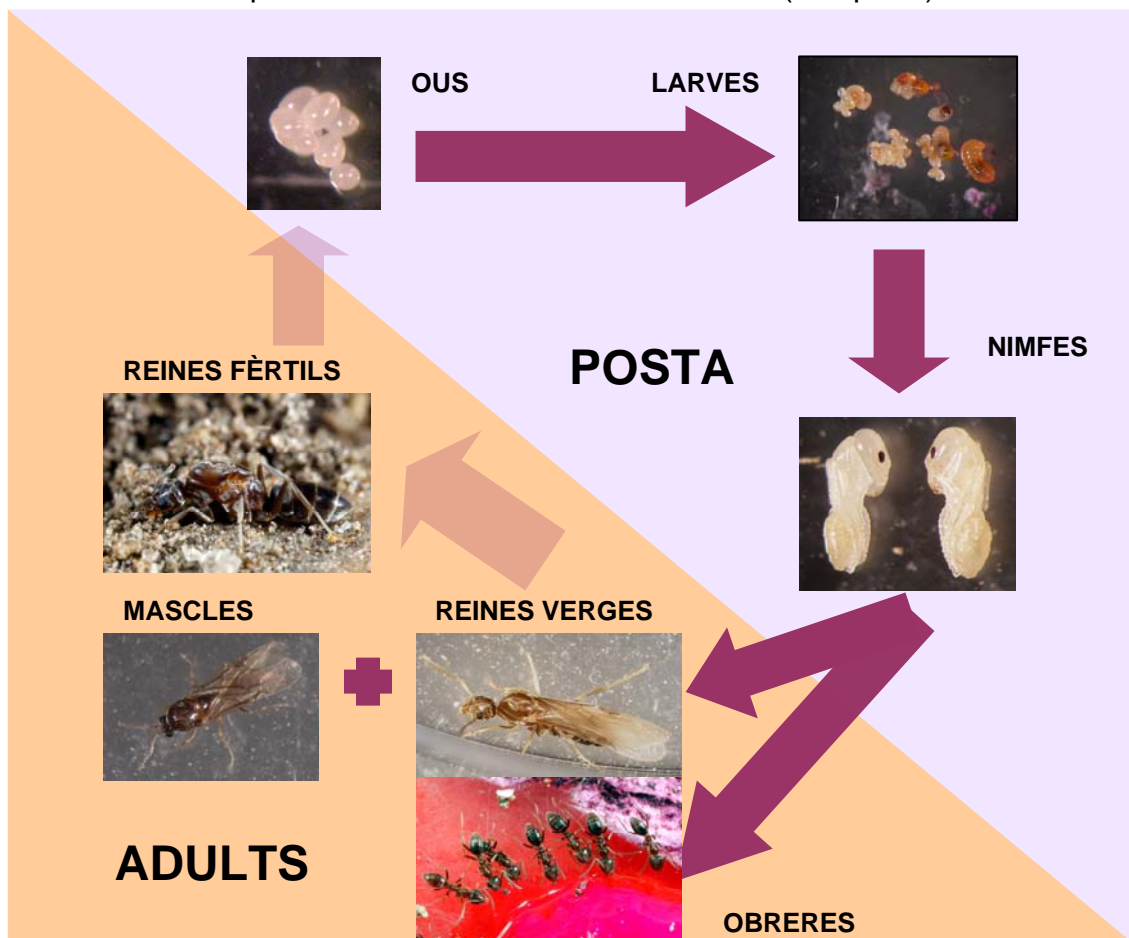 OUS
LARVES
NIMFES
POSTA
REINES FÈRTILS
MASCLES
REINES VERGES
ADULTS
OBRERES